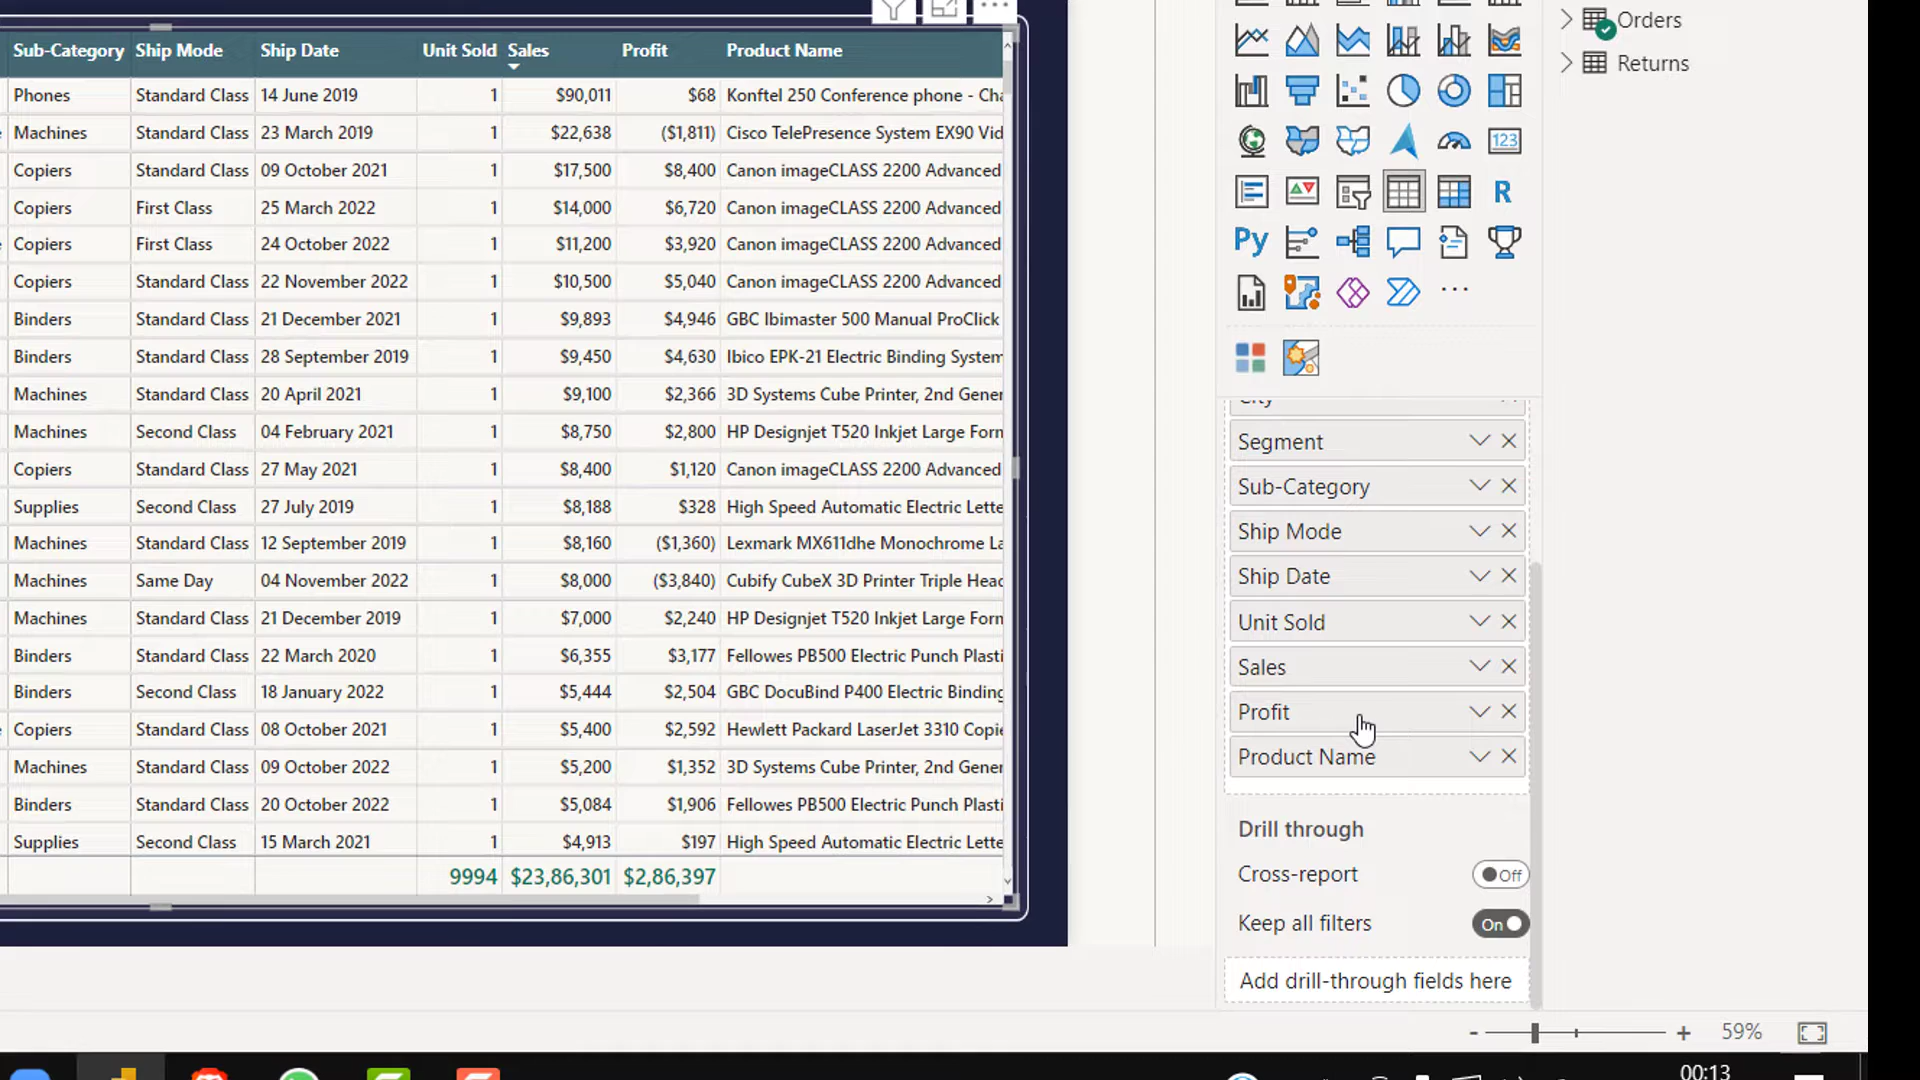 Sub-Category Ship Mode Ship Date Unit Sold Sales Profit Product Name
Phones Standard Class 14 June 2019 1 $90,011 $68 Konftel 250 Conference phone - Cha
Machines Standard Class 23 March 2019 1 $22,638 ($1,811) Cisco TelePresence System EX90 Vid
Copiers Standard Class 09 October 2021 1 $17,500 $8,400 Canon imageCLASS 2200 Advanced
Copiers First Class 25 March 2022 1 $14,000 $6,720 Canon imageCLASS 2200 Advanced
Copiers First Class 24 October 2022 1 $11,200 $3,920 Canon imageCLASS 2200 Advanced
Copiers Standard Class 22 November 2022 1 $10,500 $5,040 Canon imageCLASS 2200 Advanced
Binders Standard Class 21 December 2021 1 $9,893 $4,946 GBC Ibimaster 500 Manual ProClick
Binders Standard Class 28 September 2019 1 $9,450 $4,630 Ibico EPK-21 Electric Binding System
Machines Standard Class 20 April 2021 1 $9,100 $2,366 3D Systems Cube Printer, 2nd Gener
Machines Second Class 04 February 2021 1 $8,750 $2,800 HP Designjet T520 Inkjet Large Form
Copiers Standard Class 27 May 2021 1 $8,400 $1,120 Canon imageCLASS 2200 Advanced
Supplies Second Class 27 July 2019 1 $8,188 $328 High Speed Automatic Electric Lette
Machines Standard Class 12 September 2019 1 $8,160 ($1,360) Lexmark MX611dhe Monochrome La
Machines Same Day 04 November 2022 1 $8,000 ($3,840) Cubify CubeX 3D Printer Triple Head
Machines Standard Class 21 December 2019 1 $7,000 $2,240 HP Designjet T520 Inkjet Large Form
Binders Standard Class 22 March 2020 1 $6,355 $3,177 Fellowes PB500 Electric Punch Plasti
Binders Second Class 18 January 2022 1 $5,444 $2,504 GBC DocuBind P400 Electric Binding
Copiers Standard Class 08 October 2021 1 $5,400 $2,592 Hewlett Packard LaserJet 3310 Copie
Machines Standard Class 09 October 2022 1 $5,200 $1,352 3D Systems Cube Printer, 2nd Gener
Binders Standard Class 20 October 2022 1 $5,084 $1,906 Fellowes PB500 Electric Punch Plasti
Supplies Second Class 15 March 2021 1 $4,913 $197 High Speed Automatic Electric Lette
9994 $23,86,301 $2,86,397
123
R
Py
City
Segment
Sub-Category
Ship Mode
Ship Date
Unit Sold
Sales
Profit
Product Name
Drill through
Cross-report Off
Keep all filters On
Add drill-through fields here
Orders
Returns
- + 59%
00:13